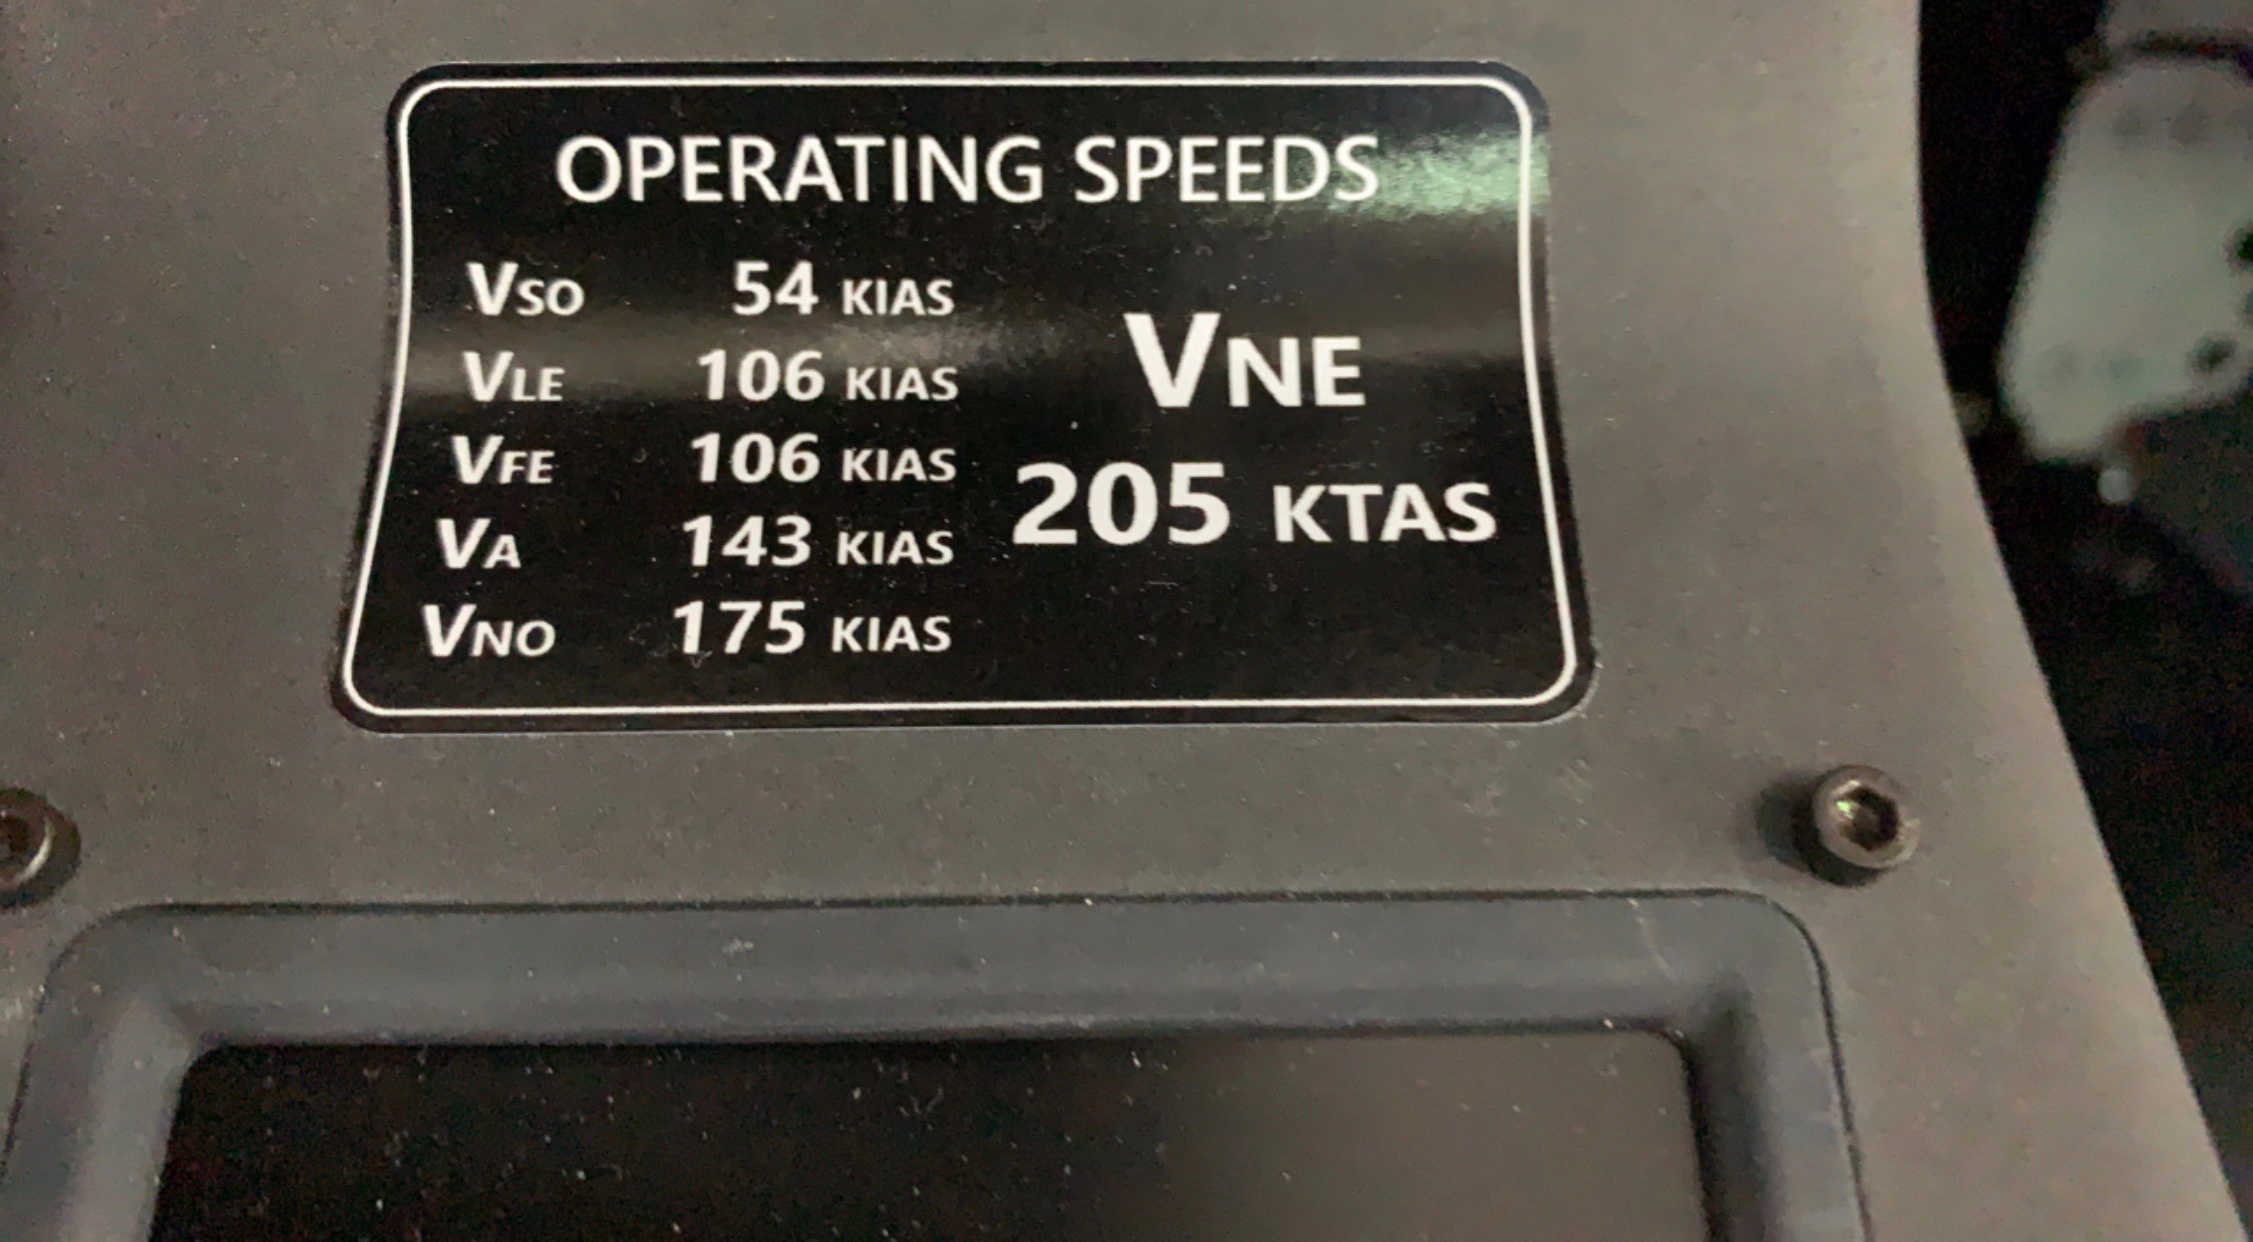 OPERATING SPEEDS
VSO 54 KIAS
VLE 106 KIAS
VFE 106 KIAS
VA 143 KIAS
VNO 175 KIAS
VNE
205 KTAS